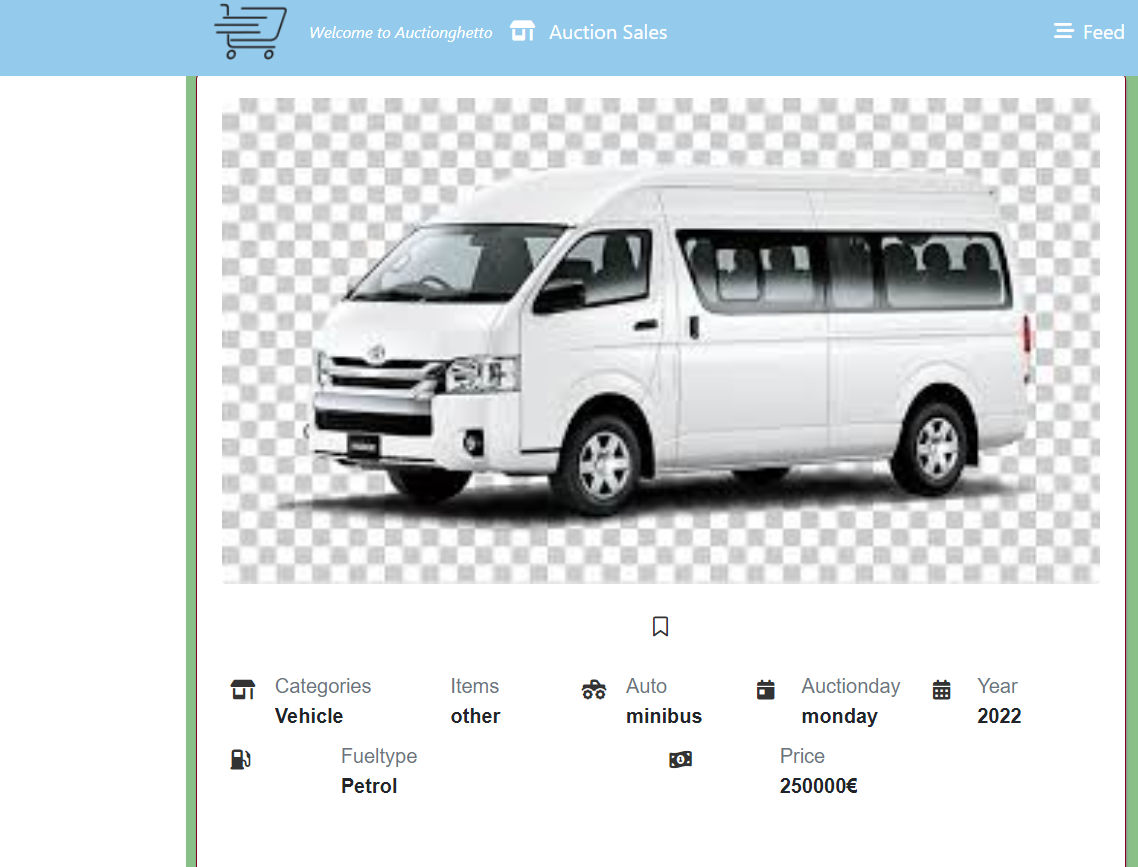 Welcome to Auctionghetto Auction Sales Feed
Categories Items Auto Auctionday Year
Vehicle other minibus monday 2022
Fueltype Price
Petrol 250000€